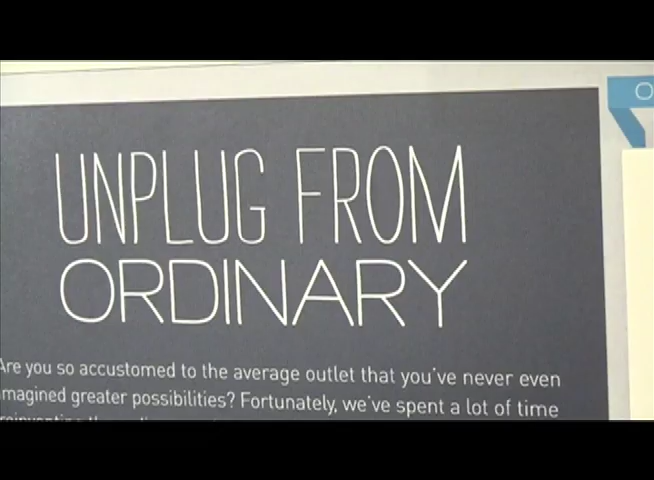 UNPLUG FROM
ORDINARY
Are you so accustomed to the average outlet that you've never even
imagined greater possibilities? Fortunately, we've spent a lot of time